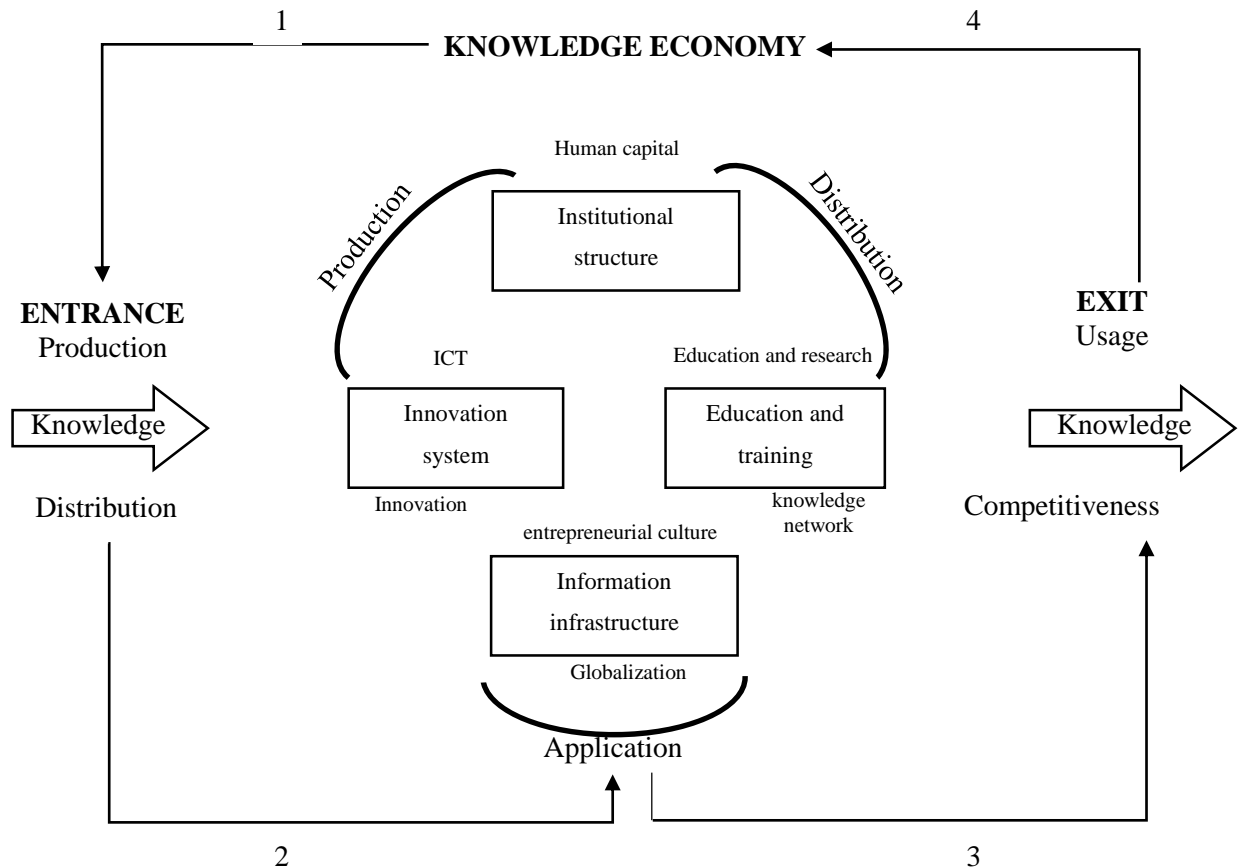 1
4
KNOWLEDGE ECONOMY
Human capital
Production
Distribution
Institutional
structure
ENTRANCE
Production
EXIT
Usage
ICT
Education and research
Knowledge
Innovation
system
Education and
training
Knowledge
Distribution
Innovation
knowledge
network
Competitiveness
entrepreneurial culture
Information
infrastructure
Globalization
Application
2
3